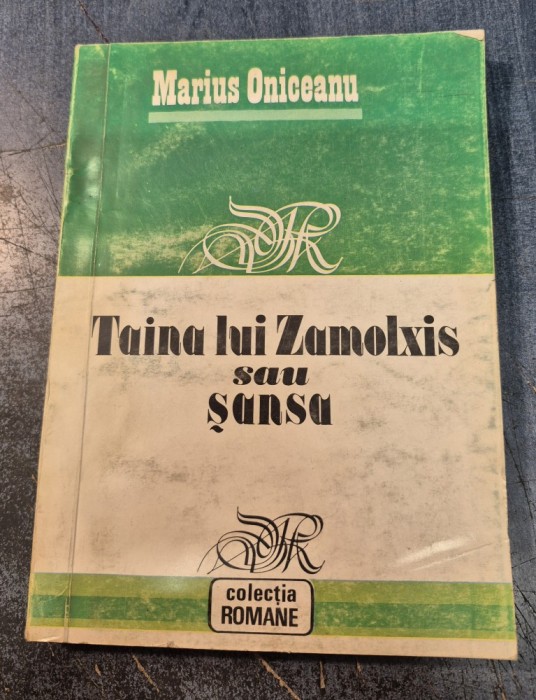 Marius Oniceanu
Taina lui Zamolxis
sau
şansa
colecţia
ROMANE